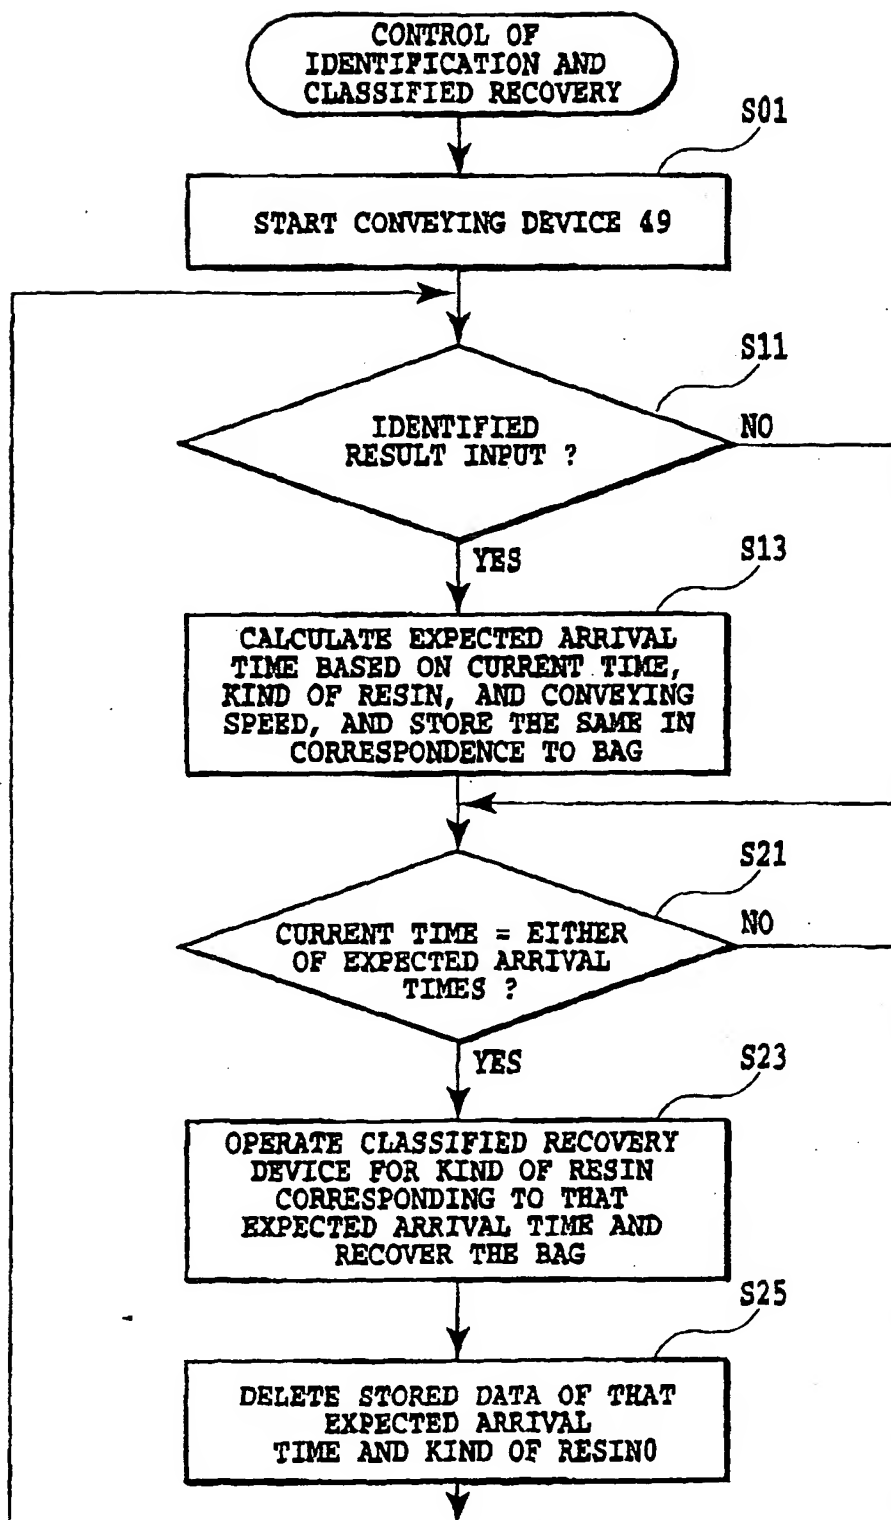 CONTROL OF
IDENTIFICATION AND
CLASSIFIED RECOVERY
S01
START CONVEYING DEVICE 49
S11
IDENTIFIED
RESULT INPUT ?
NO
YES
S13
CALCULATE EXPECTED ARRIVAL
TIME BASED ON CURRENT TIME,
KIND OF RESIN, AND CONVEYING
SPEED, AND STORE THE SAME IN
CORRESPONDENCE TO BAG
S21
CURRENT TIME = EITHER
OF EXPECTED ARRIVAL
TIMES ?
NO
YES
S23
OPERATE CLASSIFIED RECOVERY
DEVICE FOR KIND OF RESIN
CORRESPONDING TO THAT
EXPECTED ARRIVAL TIME AND
RECOVER THE BAG
S25
DELETE STORED DATA OF THAT
EXPECTED ARRIVAL
TIME AND KIND OF RESIN0